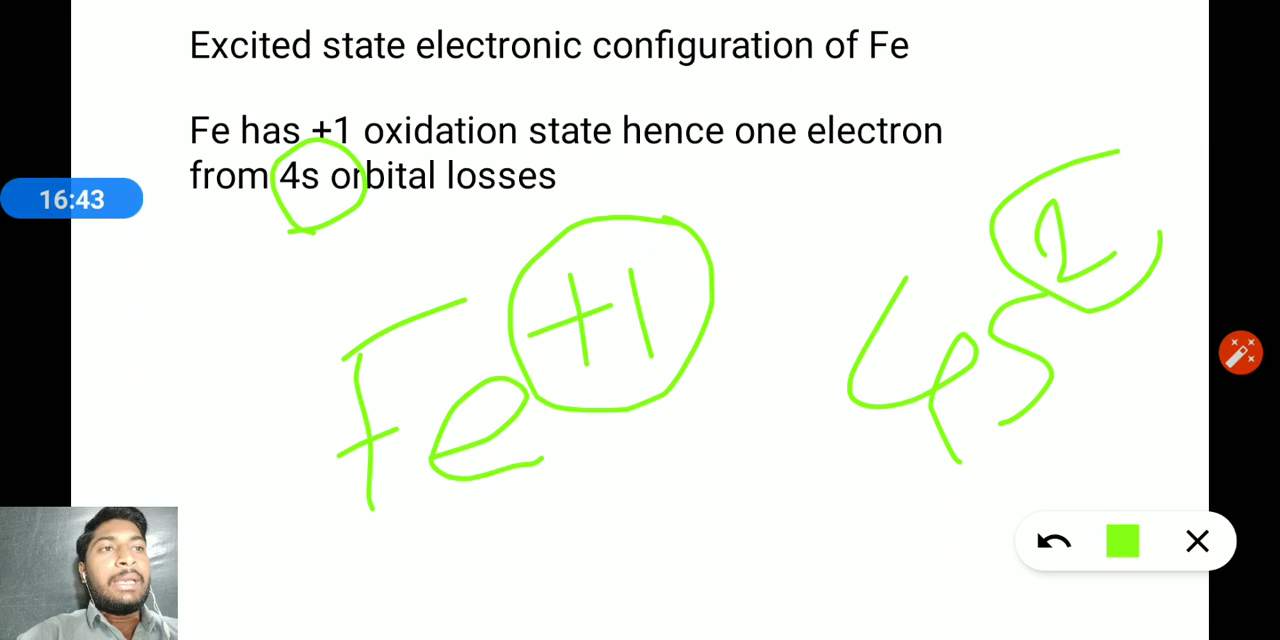 Excited state electronic configuration of Fe
Fe has +1 oxidation state hence one electron
from 4s orbital losses
16:43
Fe+1
4s2